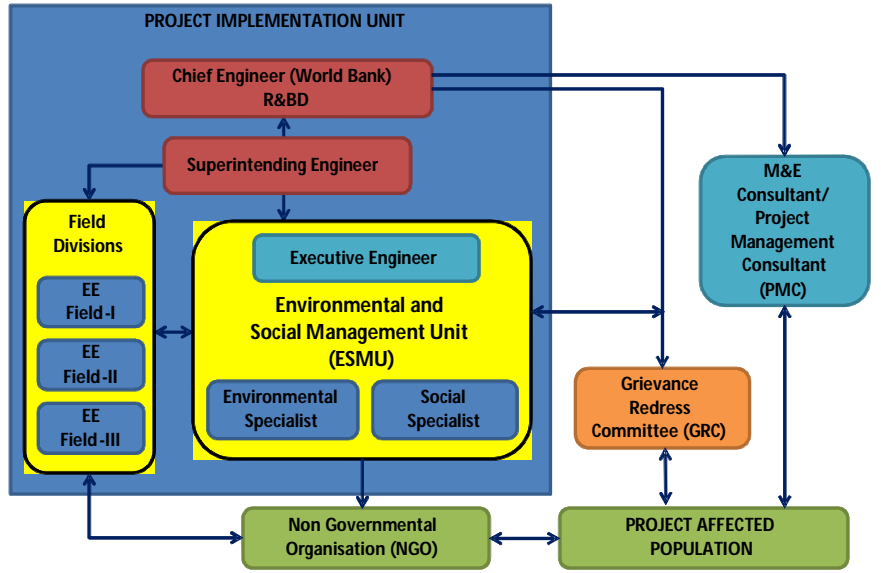 PROJECT IMPLEMENTATION UNIT
Chief Engineer (World Bank)
R&BD
Superintending Engineer
M&E
Consultant/
Project
Management
Consultant
(PMC)
Field
Divisions
EE
Field-I
EE
Field-II
EE
Field-III
Executive Engineer
Environmental and
Social Management Unit
(ESMU)
Environmental
Specialist
Social
Specialist
Grievance
Redress
Committee (GRC)
Non Governmental
Organisation (NGO)
PROJECT AFFECTED
POPULATION